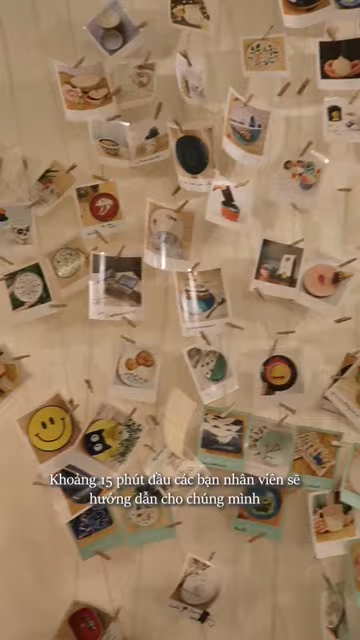 Khoảng 15 phút đầu các bạn nhân viên sẽ
hướng dẫn cho chúng mình